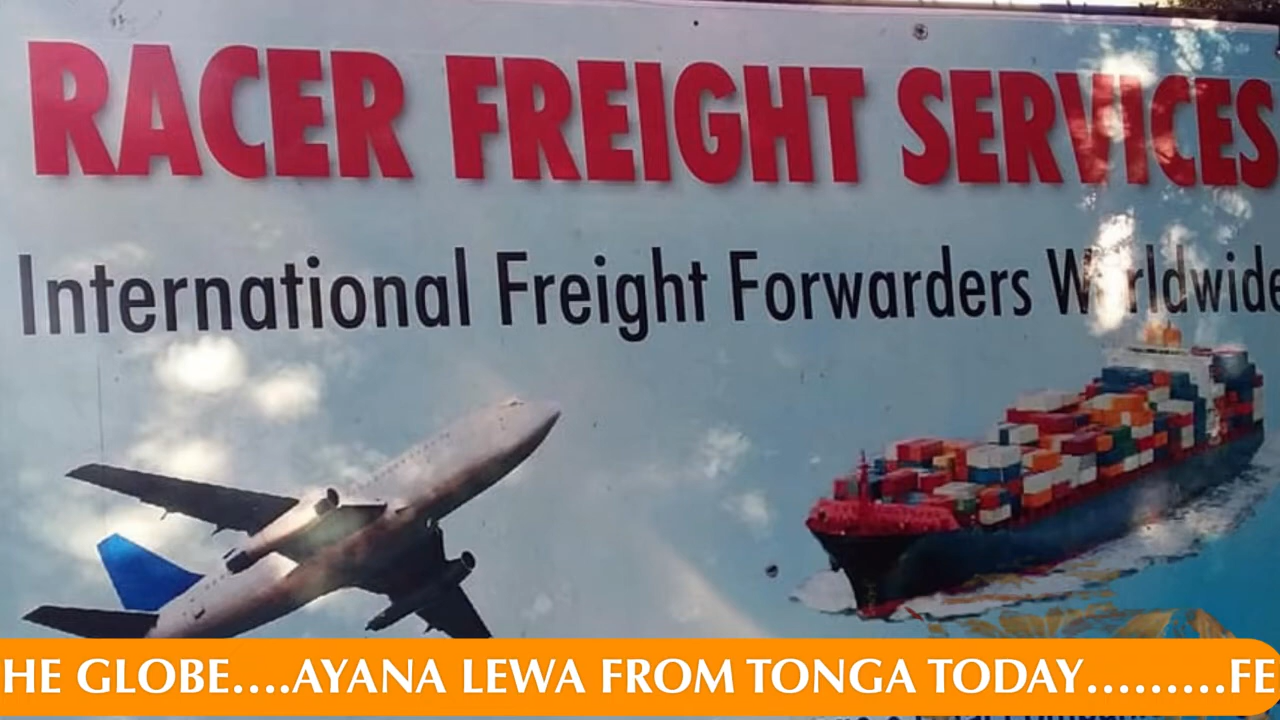 RACER FREIGHT SERVICES
International Freight Forwarders Worldwide
HE GLOBE....AYANA LEWA FROM TONGA TODAY.........FE